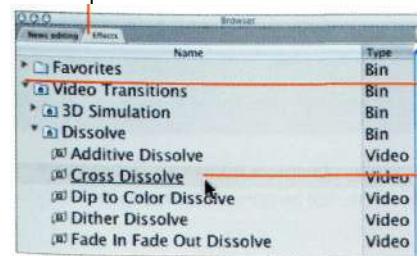 Browser
News editing Effects
Name Type
Favorites Bin
Video Transitions Bin
3D Simulation Bin
Dissolve Bin
Additive Dissolve Video
Cross Dissolve Video
Dip to Color Dissolve Video
Dither Dissolve Video
Fade In Fade Out Dissolve Video